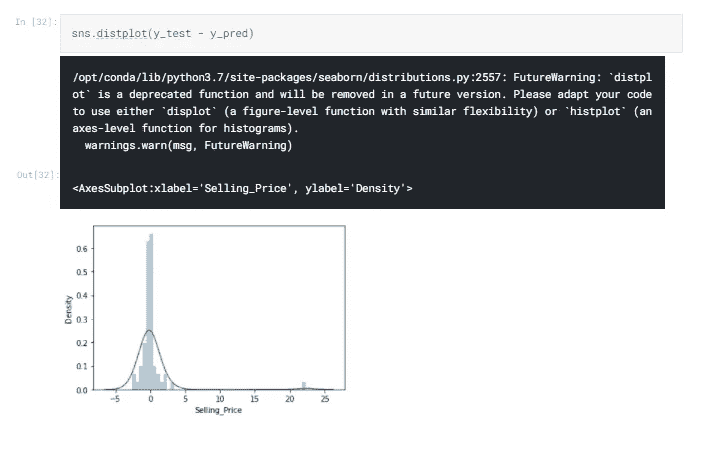 In [32]:
sns.distplot(y_test - y_pred)
/opt/conda/lib/python3.7/site-packages/seaborn/distributions.py:2557: FutureWarning: `distpl
ot` is a deprecated function and will be removed in a future version. Please adapt your code
to use either `displot` (a figure-level function with similar flexibility) or `histplot` (an
axes-level function for histograms).
warnings.warn(msg, FutureWarning)
Out[32]:
<AxesSubplot:xlabel='Selling_Price', ylabel='Density'>
0.6
0.5
0.4
0.3
0.2
0.1
0.0
Density
−5 0 5 10 15 20 25
Selling_Price